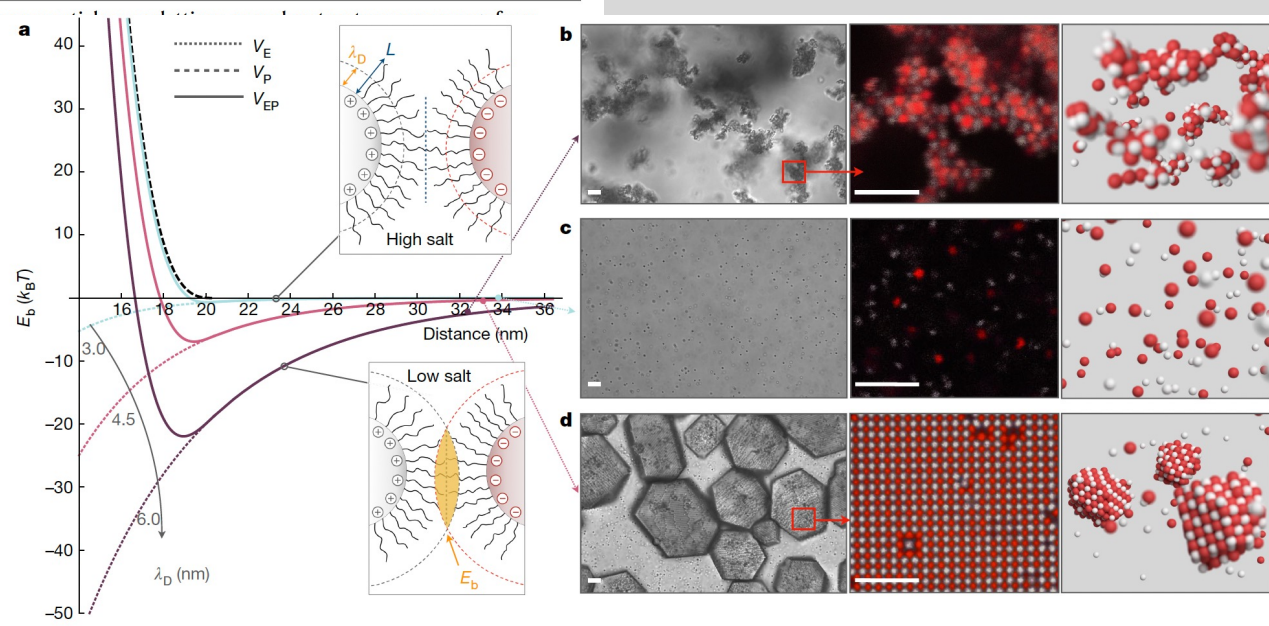 a
40
30
20
10
–10
–20
–30
–40
–50
E_b (k_BT)
16 18 20 22 24 26 28 30 32 34 36
Distance (nm)
V_E
V_P
V_EP
λ_D
L
High salt
3.0
4.5
6.0
λ_D (nm)
Low salt
E_b
b
c
d